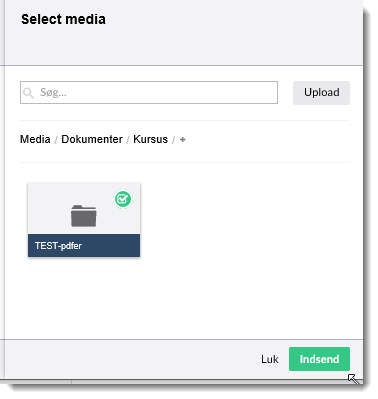 Select media
Søg...
Upload
Media / Dokumenter / Kursus / +
TEST-pdfer
Luk
Indsend